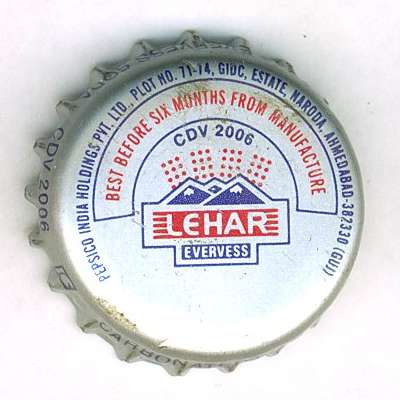 PEPSICO INDIA HOLDINGS PVT. LTD., PLOT NO. 71-74, GIDC, ESTATE, NARODA, AHMEDABAD-382330 (GUJ)
BEST BEFORE SIX MONTHS FROM MANUFACTURE
CDV 2006
LEHAR
EVERVESS
CDV 2006